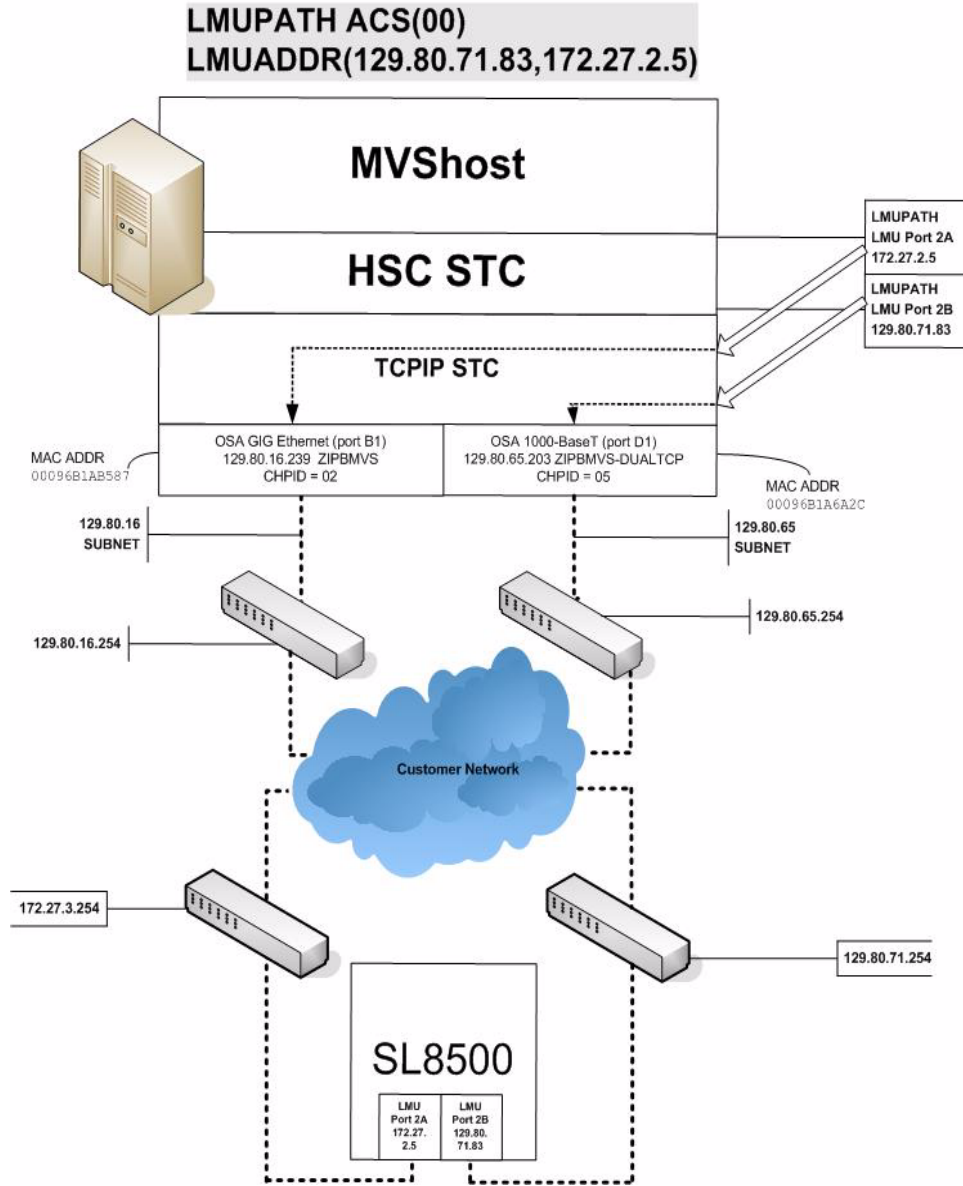 LMUPATH ACS(00)
LMUADDR(129.80.71.83,172.27.2.5)
MVShost
HSC STC
LMUPATH
LMU Port 2A
172.27.2.5
LMUPATH
LMU Port 2B
129.80.71.83
TCPIP STC
OSA GIG Ethernet (port B1)
129.80.16.239 ZIPBMVS
CHPID = 02
OSA 1000-BaseT (port D1)
129.80.65.203 ZIPBMVS-DUALTCP
CHPID = 05
MAC ADDR
00096B1AB587
MAC ADDR
00096B1A6A2C
129.80.16
SUBNET
129.80.65
SUBNET
129.80.16.254
129.80.65.254
Customer Network
172.27.3.254
129.80.71.254
SL8500
LMU
Port 2A
172.27.
2.5
LMU
Port 2B
129.80.
71.83